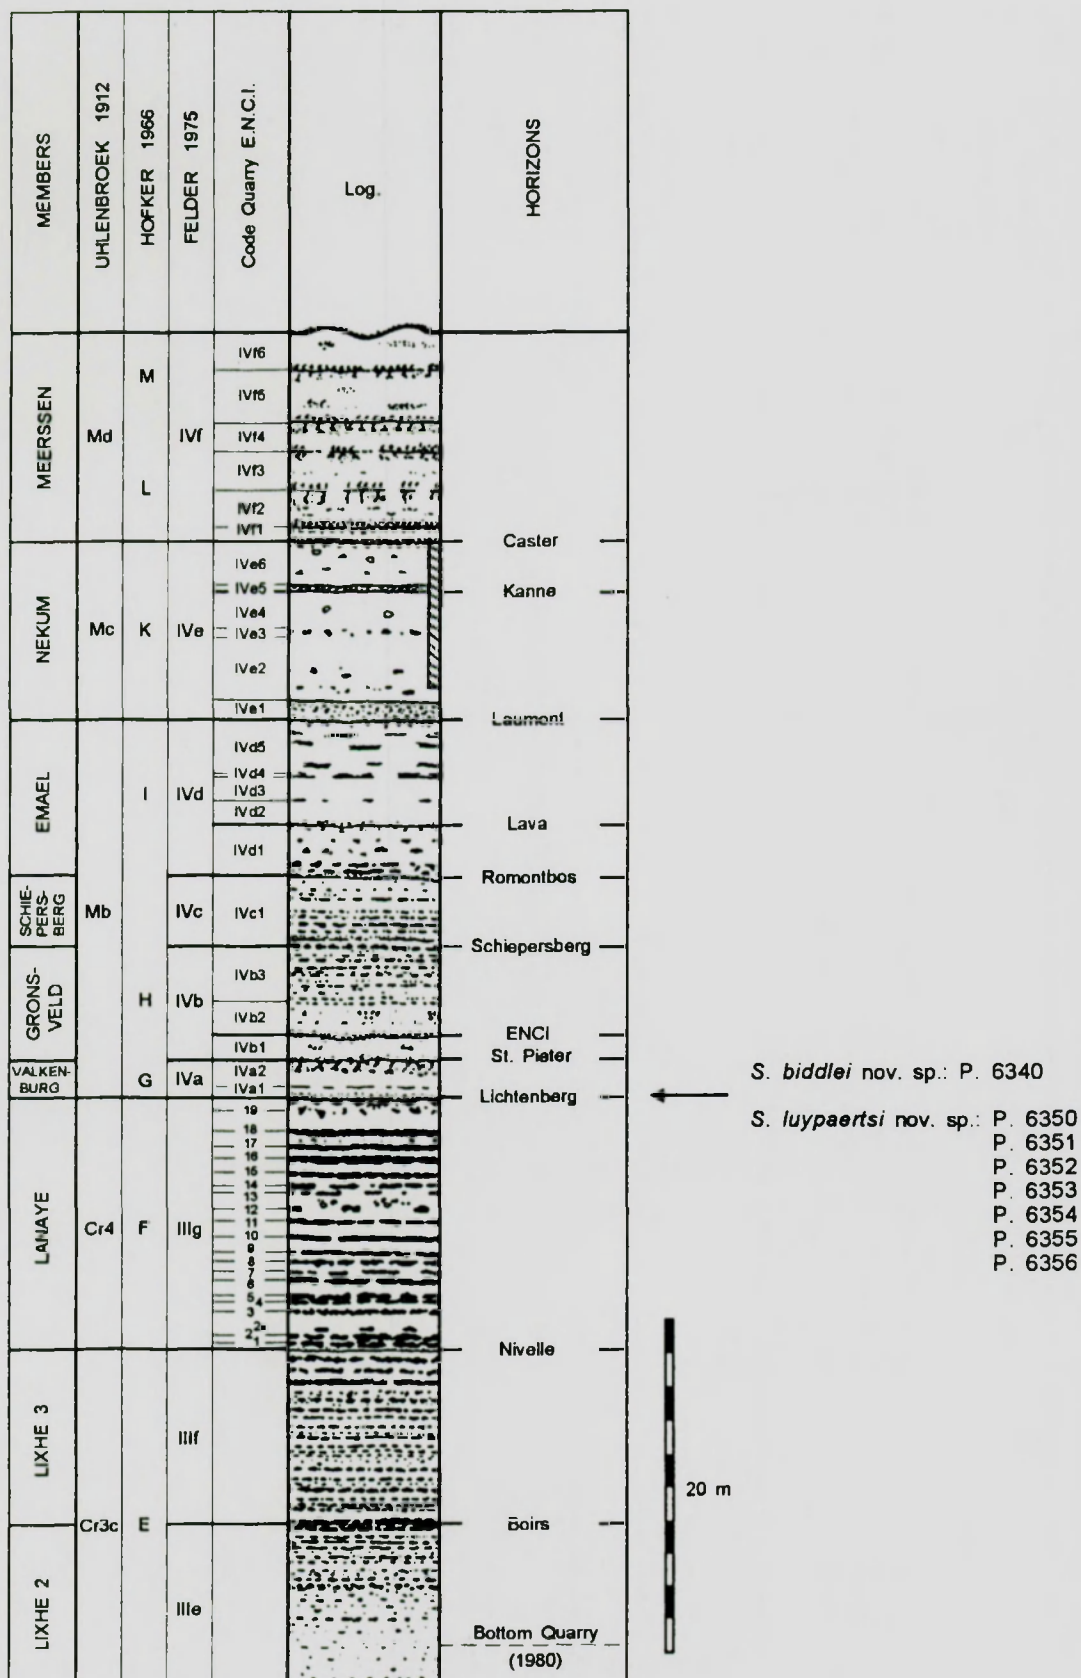 MEMBERS
UHLENBROEK 1912
HOFKER 1966
FELDER 1975
Code Quarry E.N.C.I.
Log.
HORIZONS
MEERSSEN
NEKUM
EMAEL
SCHIE-
PERS-
BERG
GRONS-
VELD
VALKEN-
BURG
LANAYE
LIXHE 3
LIXHE 2
Md
Mc
Mb
Cr4
Cr3c
M
L
K
I
H
G
F
E
IVf
IVe
IVd
IVc
IVb
IVa
IIIg
IIIf
IIIe
IVf6
IVf5
IVf4
IVf3
IVf2
IVf1
IVe6
IVe5
IVe4
IVe3
IVe2
IVe1
IVd5
IVd4
IVd3
IVd2
IVd1
IVc1
IVb3
IVb2
IVb1
IVa2
IVa1
19
18
17
16
15
14
13
12
11
10
9
8
7
6
5
4
3
2a
2
1
Caster
Kanne
Laumont
Lava
Romontbos
Schiepersberg
ENCI
St. Pieter
Lichtenberg
Nivelle
Boirs
Bottom Quarry
(1980)
S. biddlei nov. sp.: P. 6340
S. luypaertsi nov. sp.: P. 6350
P. 6351
P. 6352
P. 6353
P. 6354
P. 6355
P. 6356
20 m